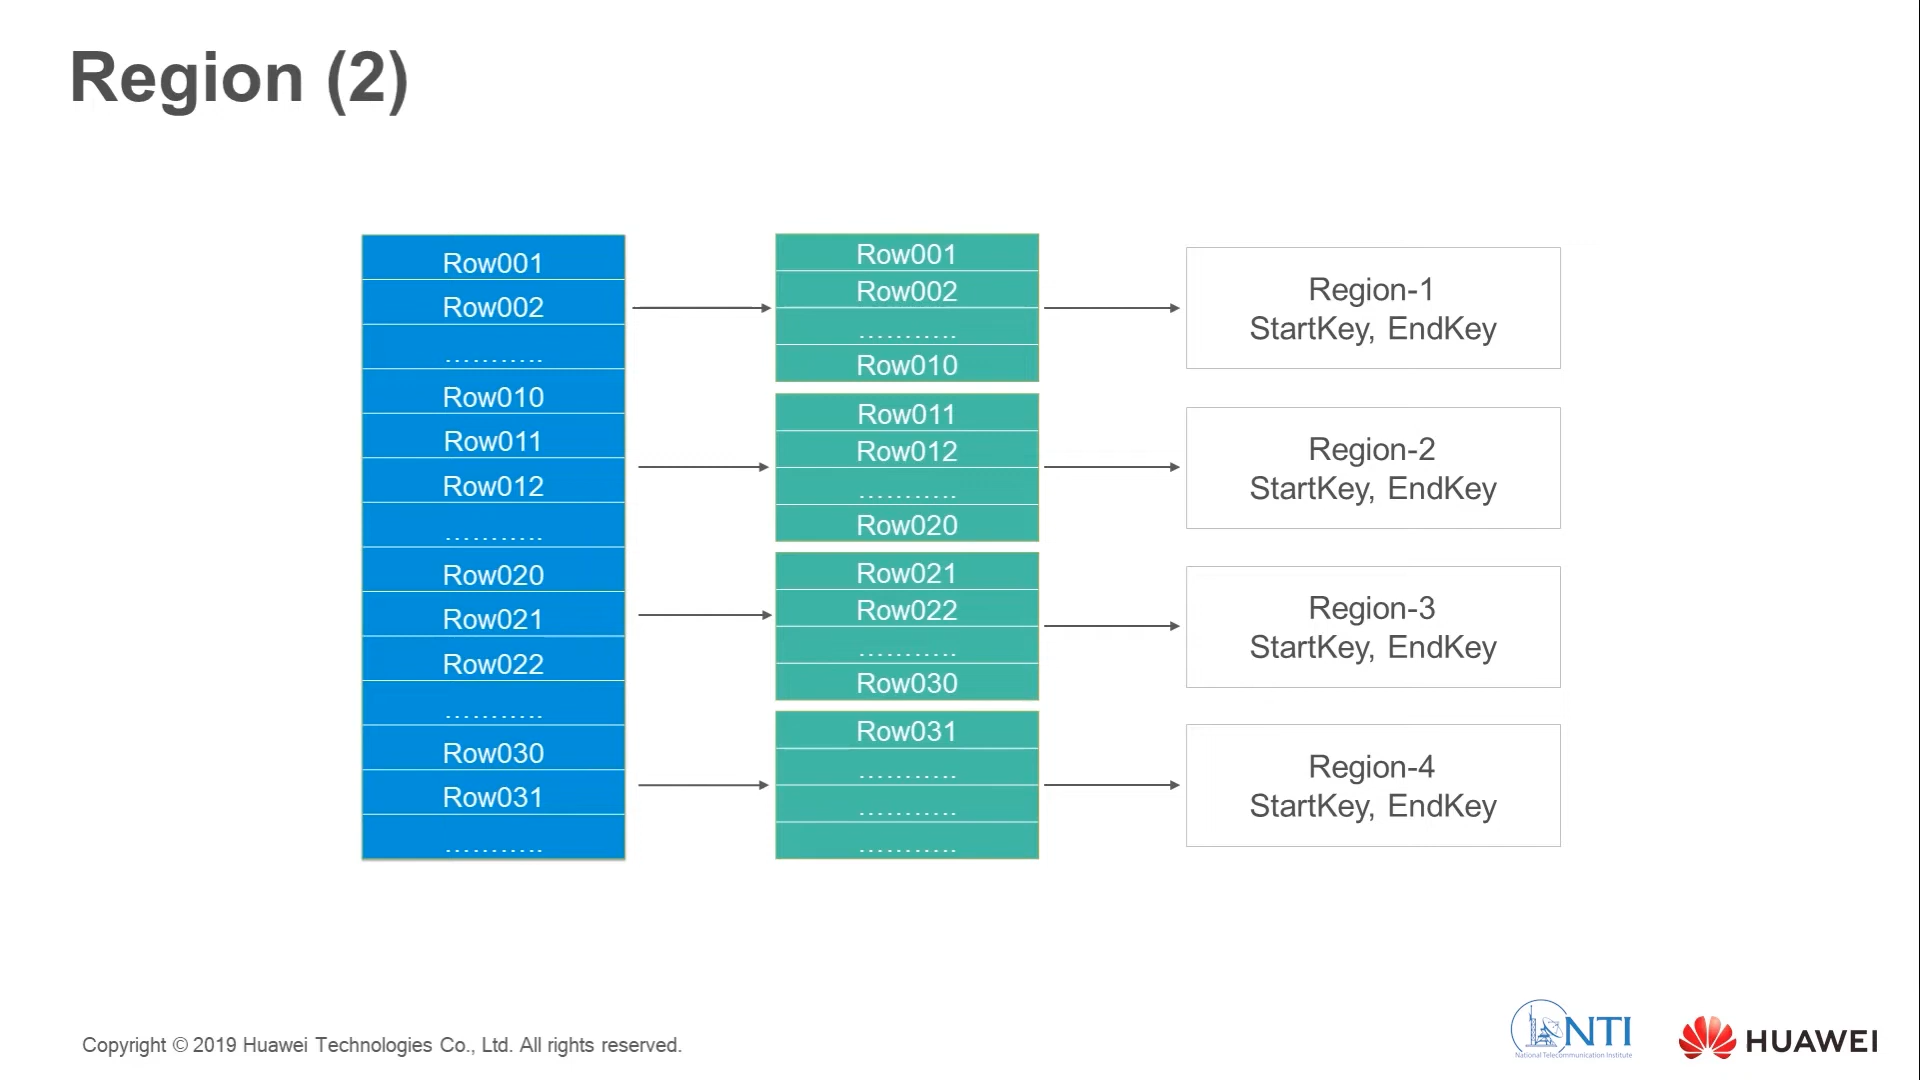 Region (2)
Row001
Row002
...........
Row010
Row011
Row012
...........
Row020
Row021
Row022
...........
Row030
Row031
...........
Row001
Row002
...........
Row010
Row011
Row012
...........
Row020
Row021
Row022
...........
Row030
Row031
...........
...........
...........
Region-1
StartKey, EndKey
Region-2
StartKey, EndKey
Region-3
StartKey, EndKey
Region-4
StartKey, EndKey
Copyright © 2019 Huawei Technologies Co., Ltd. All rights reserved.
NTI
National Telecommunication Institute
HUAWEI